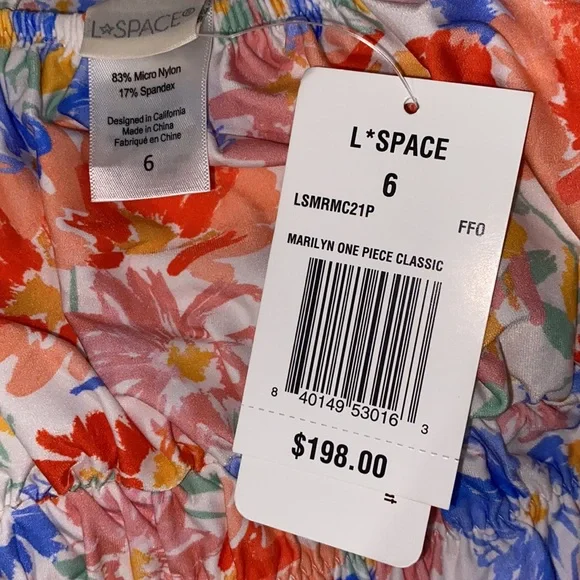 L*SPACE®
83% Micro Nylon
17% Spandex
Designed in California
Made in China
Fabriqué en Chine
6
L*SPACE
6
LSMRMC21P
FF0
MARILYN ONE PIECE CLASSIC
8 40149 53016 3
$198.00